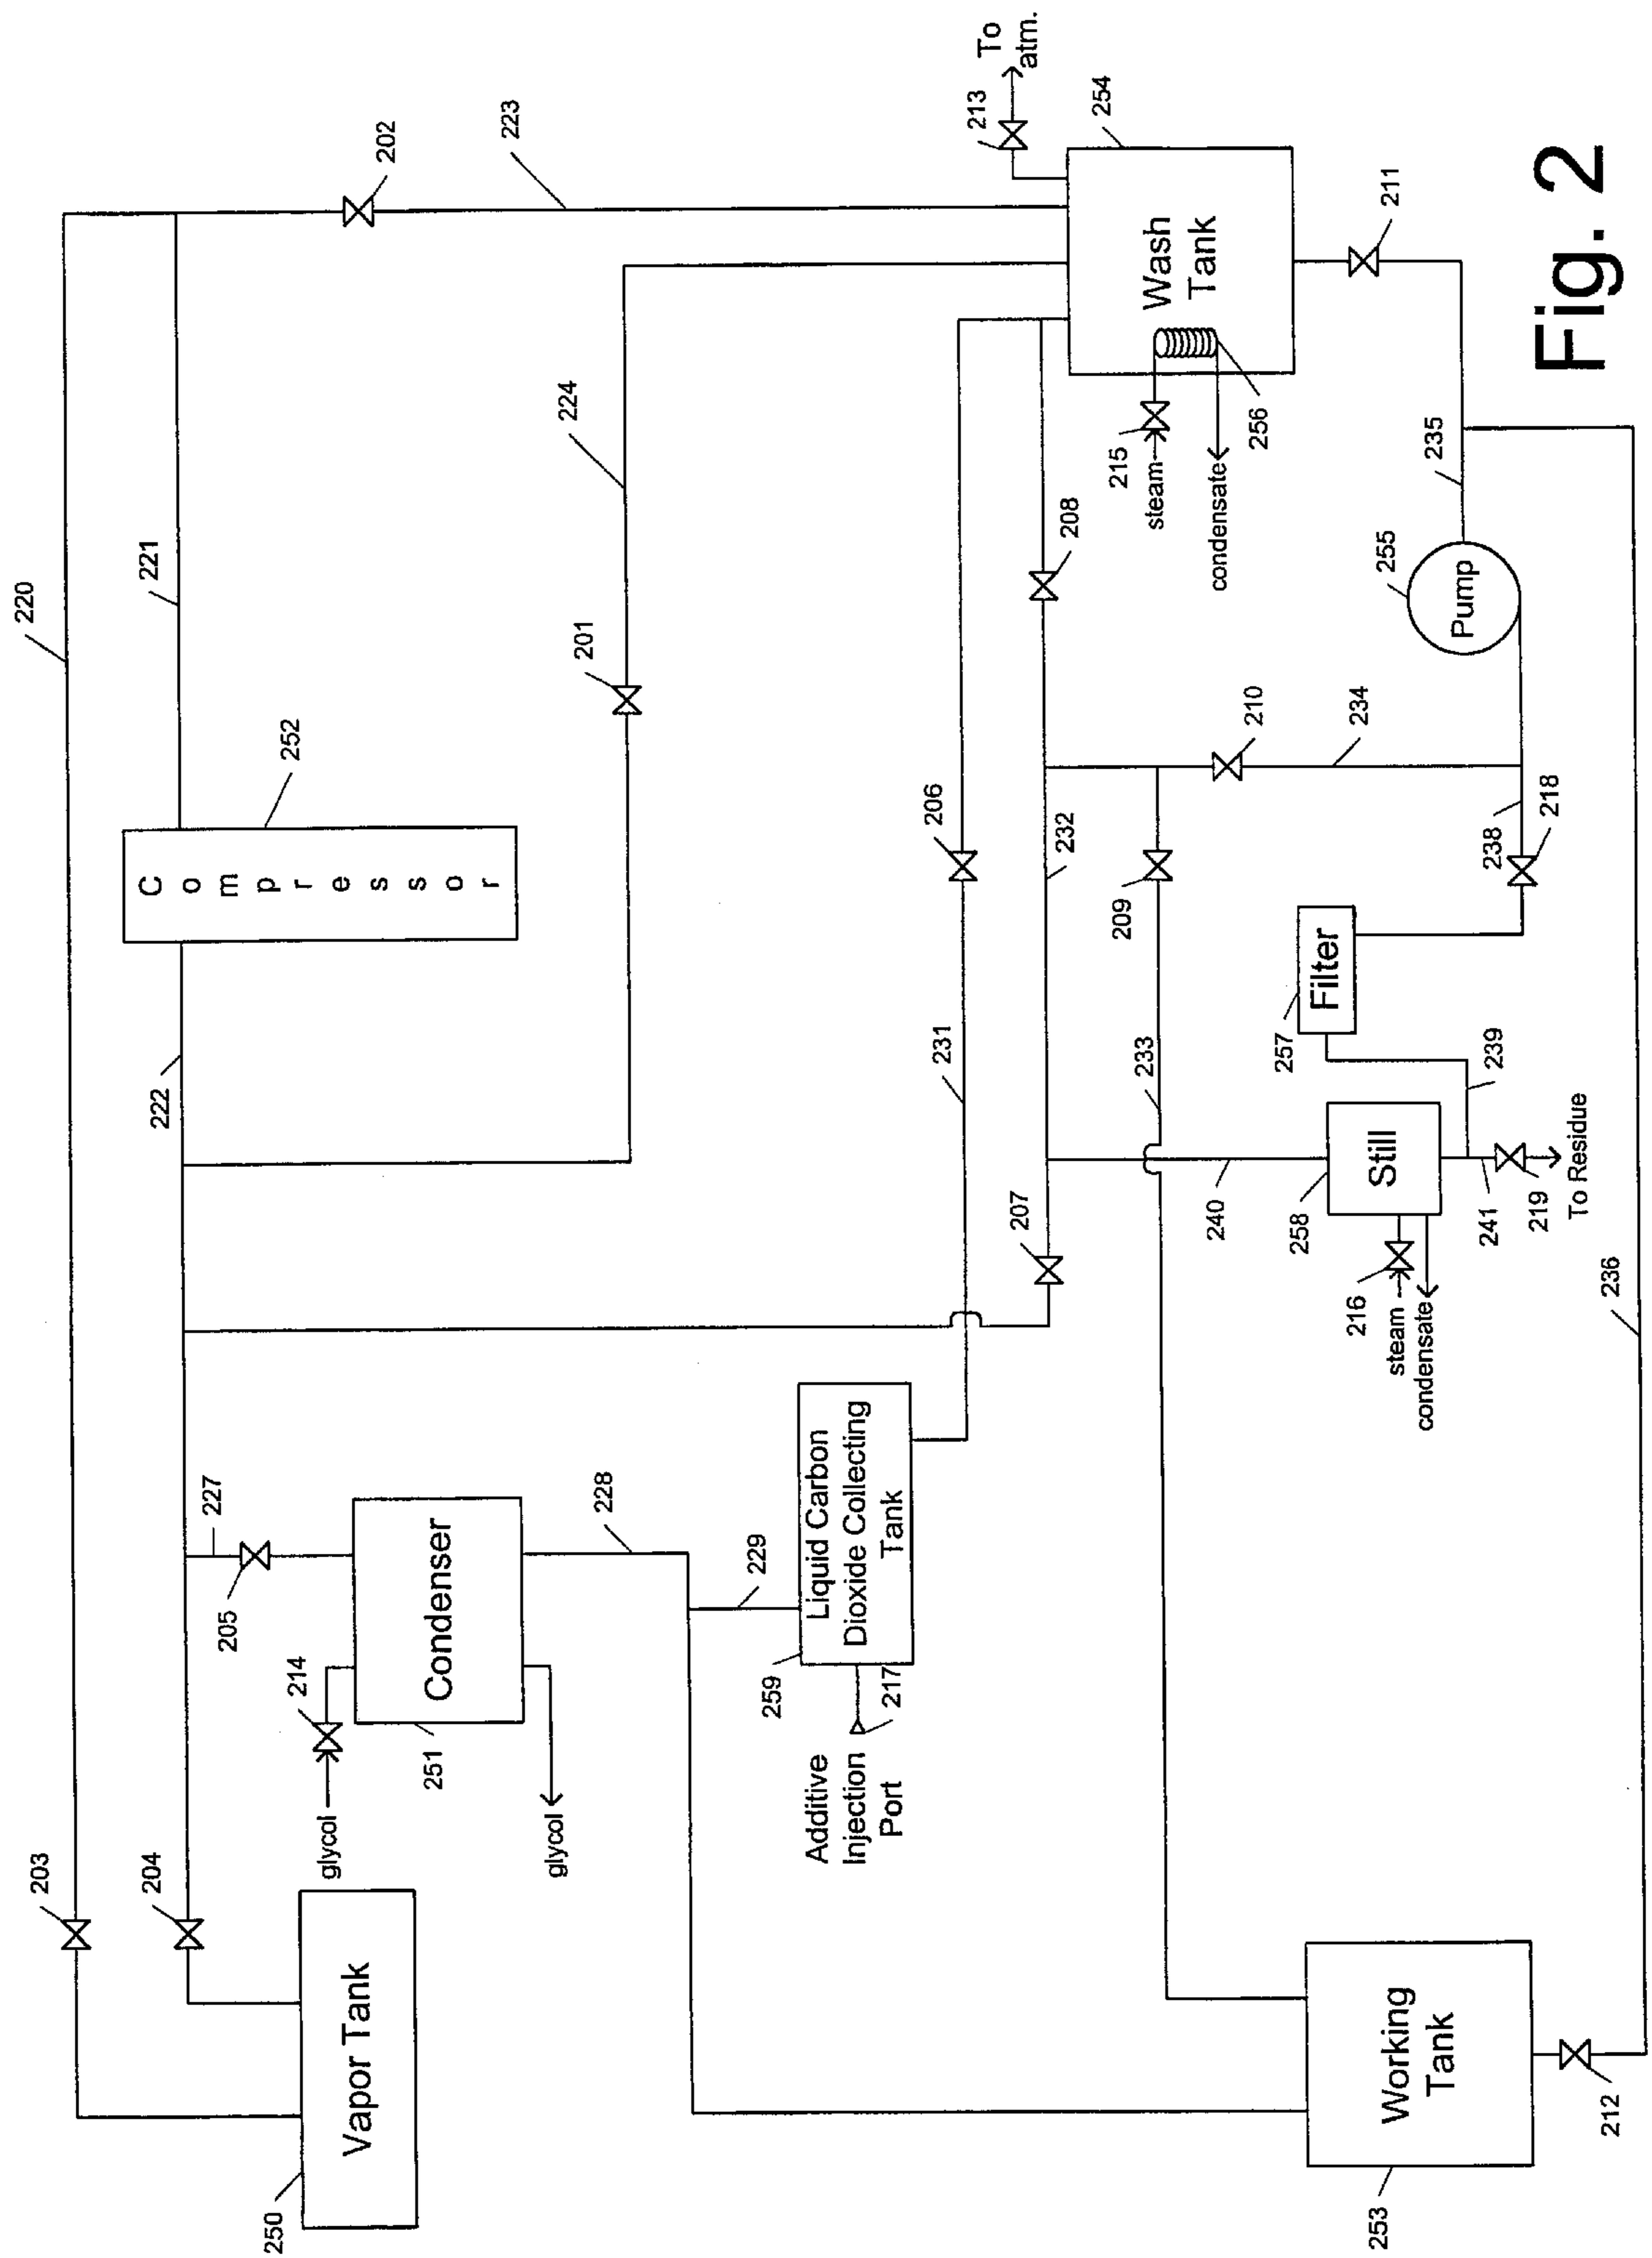 220
221
222
223
202
203
204
252
C
o
m
p
r
e
s
s
o
r
224
201
227
205
214
glycol
glycol
Condenser
251
228
229
Vapor Tank
250
Liquid Carbon
Dioxide Collecting
Tank
259
217
Additive
Injection
Port
231
206
232
207
208
209
233
210
234
213
To
atm.
254
Wash
Tank
215
steam
condensate
256
211
235
255
Pump
218
238
Filter
257
239
Still
258
240
241
219
To Residue
216
steam
condensate
236
Working
Tank
253
212
Fig. 2